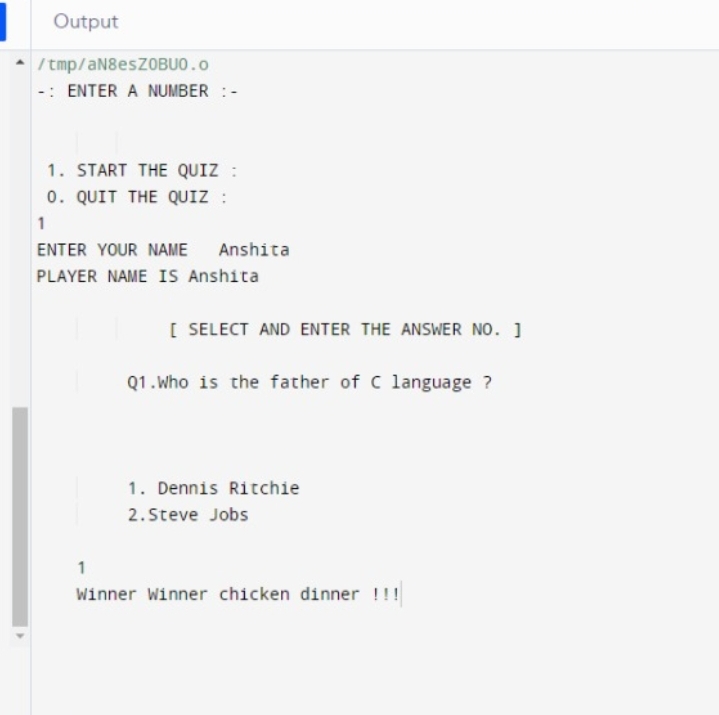 Output
/tmp/aN8esZOBUO.o
-: ENTER A NUMBER :-
1. START THE QUIZ :
0. QUIT THE QUIZ :
1
ENTER YOUR NAME   Anshita
PLAYER NAME IS Anshita
[ SELECT AND ENTER THE ANSWER NO. ]
Q1.Who is the father of C language ?
1. Dennis Ritchie
2.Steve Jobs
1
Winner Winner chicken dinner !!!